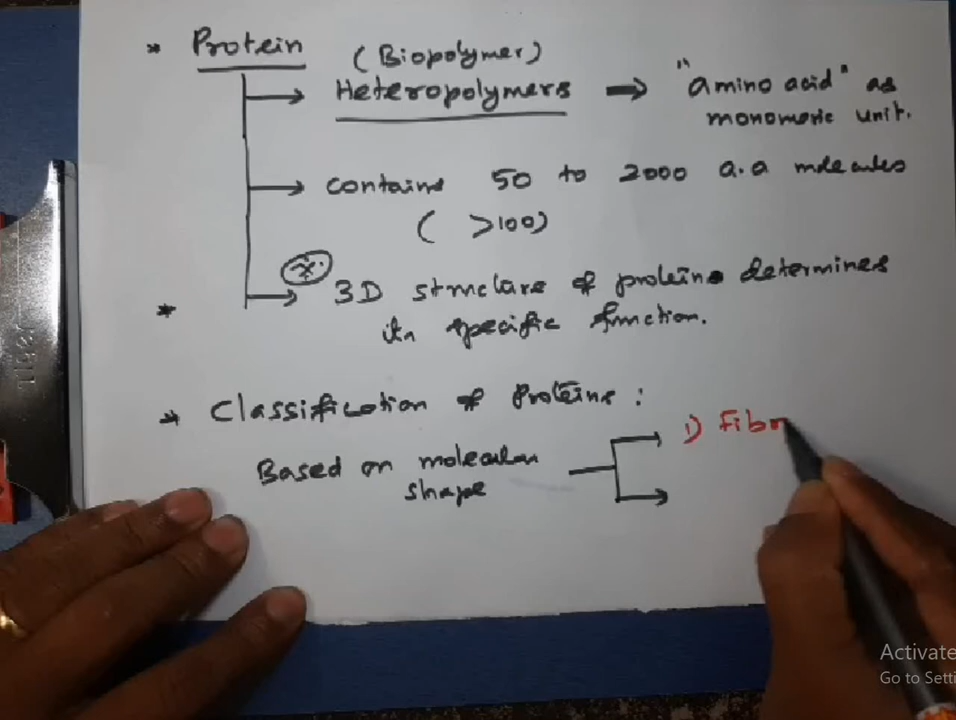 * Protein
(Biopolymer)
Heteropolymers → "amino acid" as
monomeric unit.
contains 50 to 2000 a.a molecules
( >100)
* 3D structure of proteins determines
its specific function.
* Classification of Proteins :
Based on molecular
shape
1) Fibr
Activate
Go to Setti